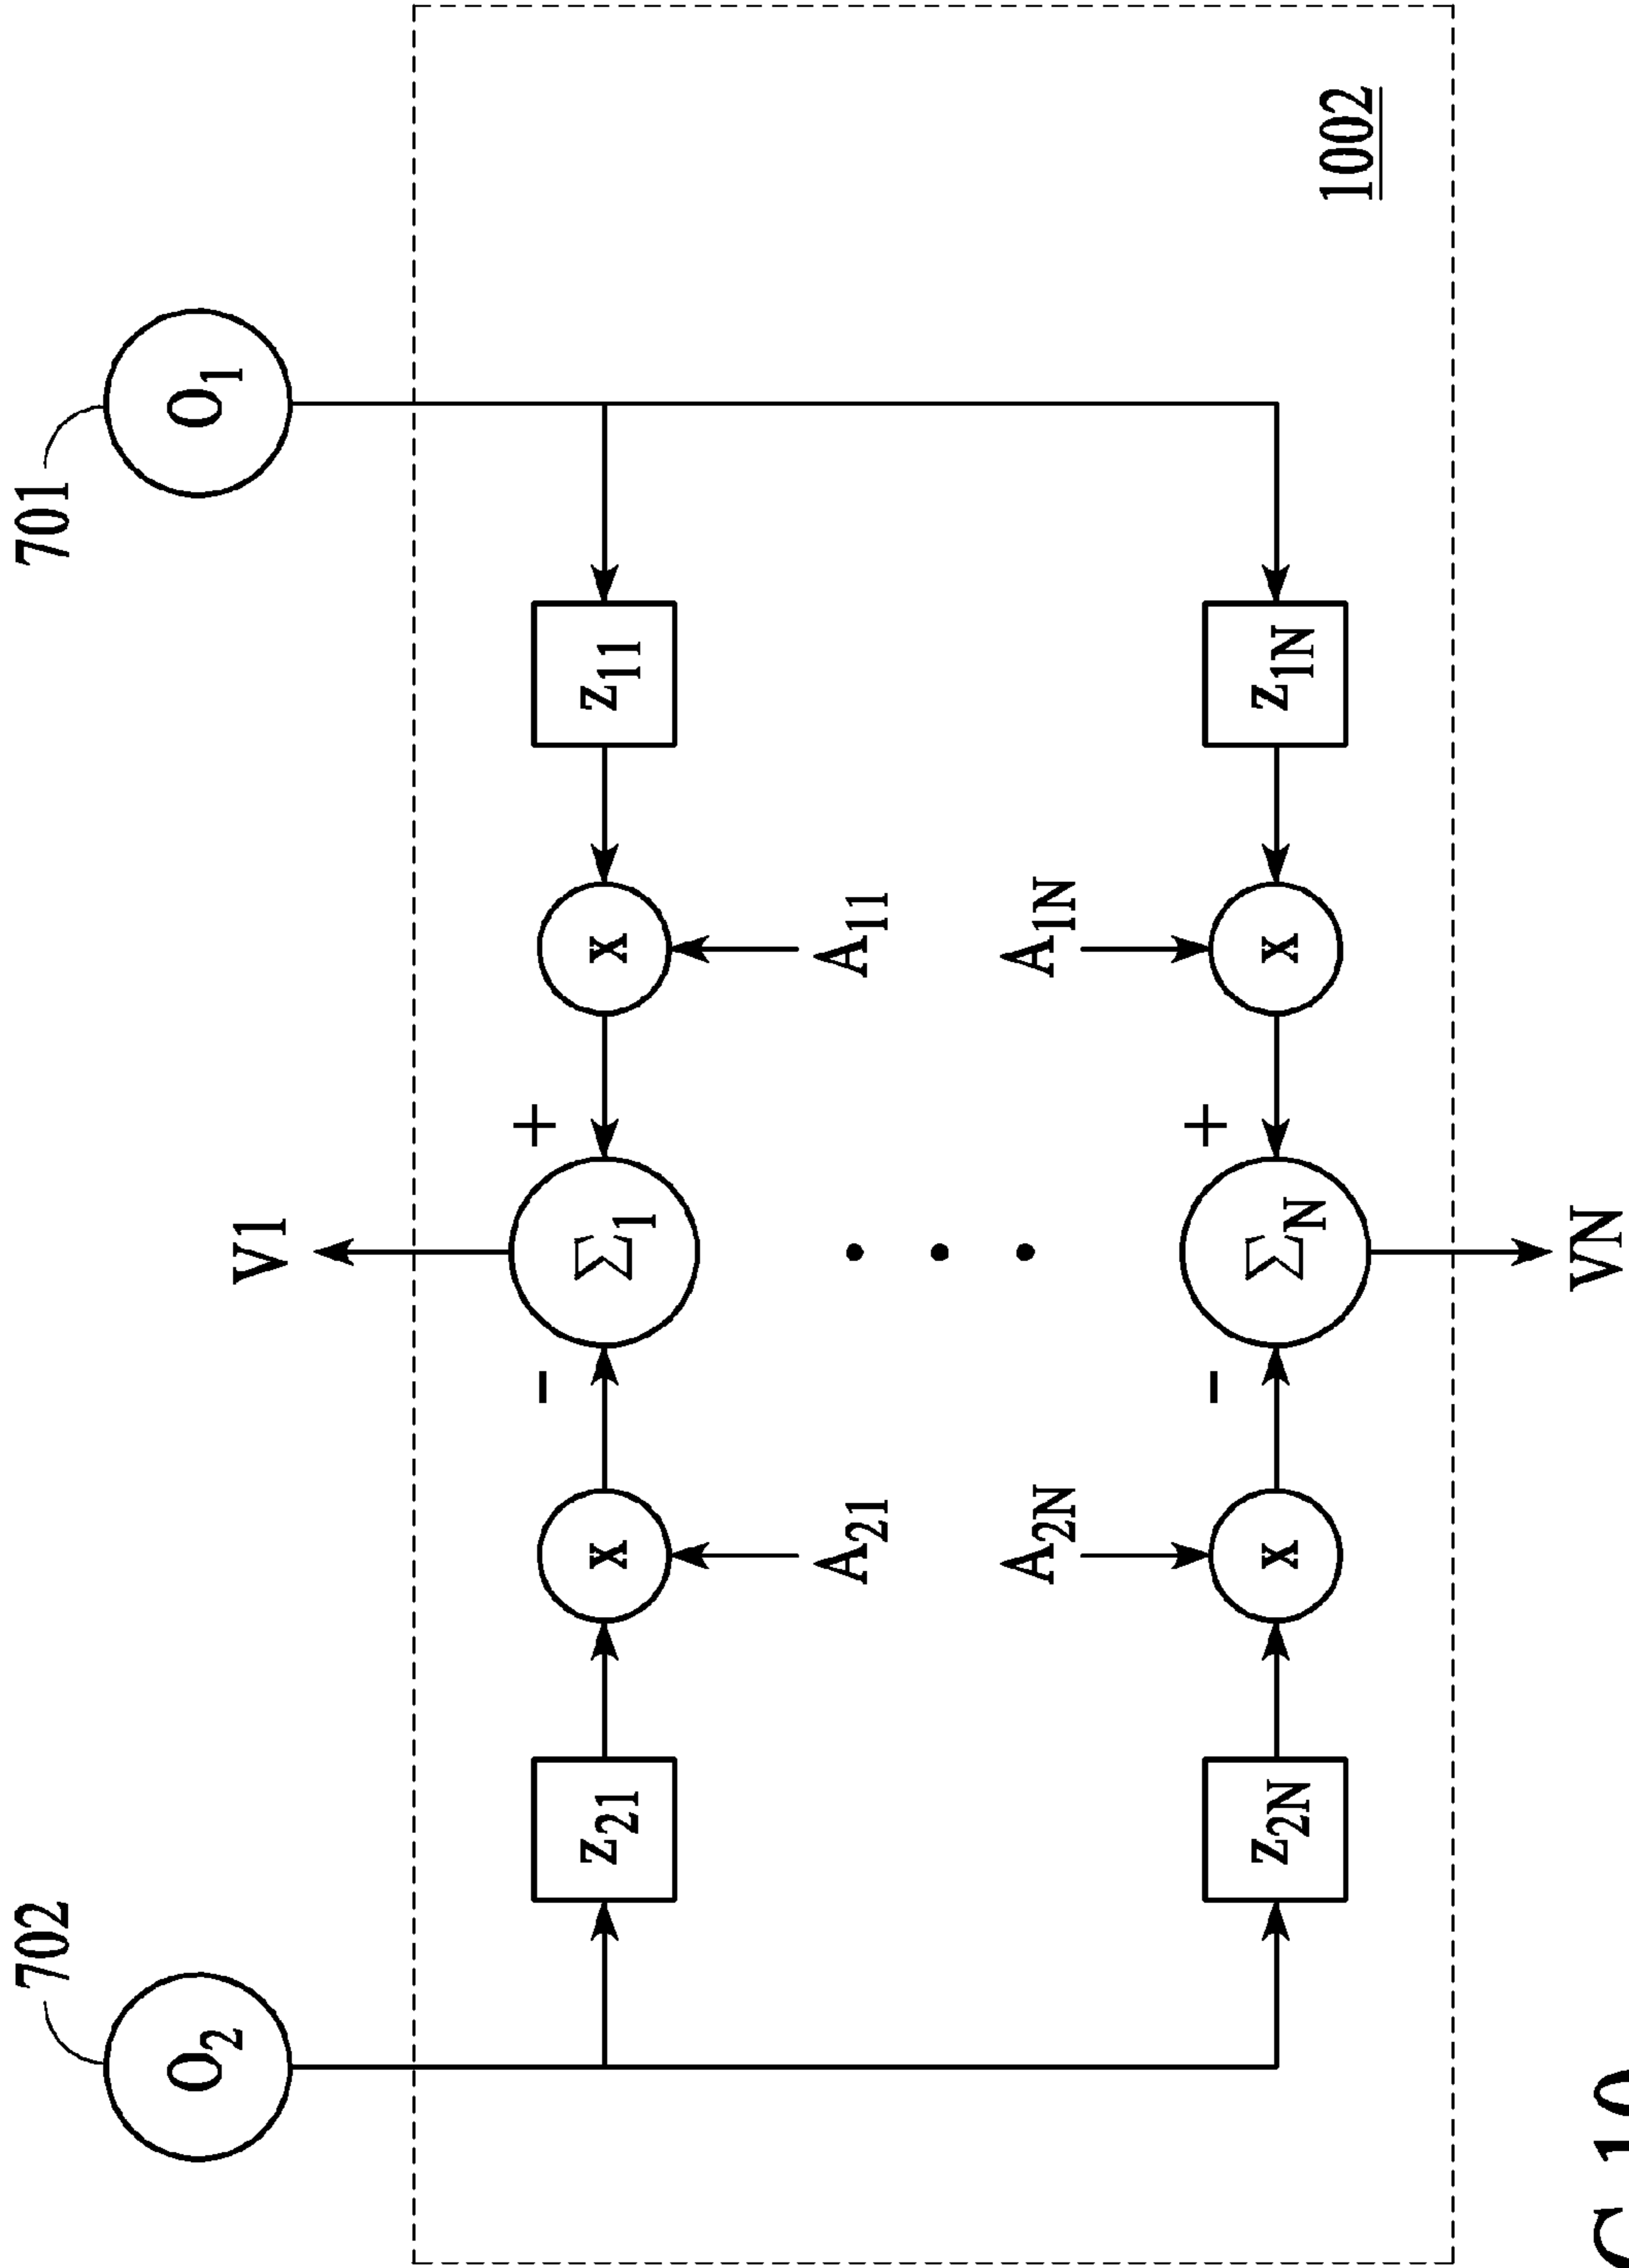 702
701
O2
O1
V1
- +
z21
x
Σ1
x
z11
A21
A11
A2N
A1N
- +
z2N
x
ΣN
x
z1N
1002
VN